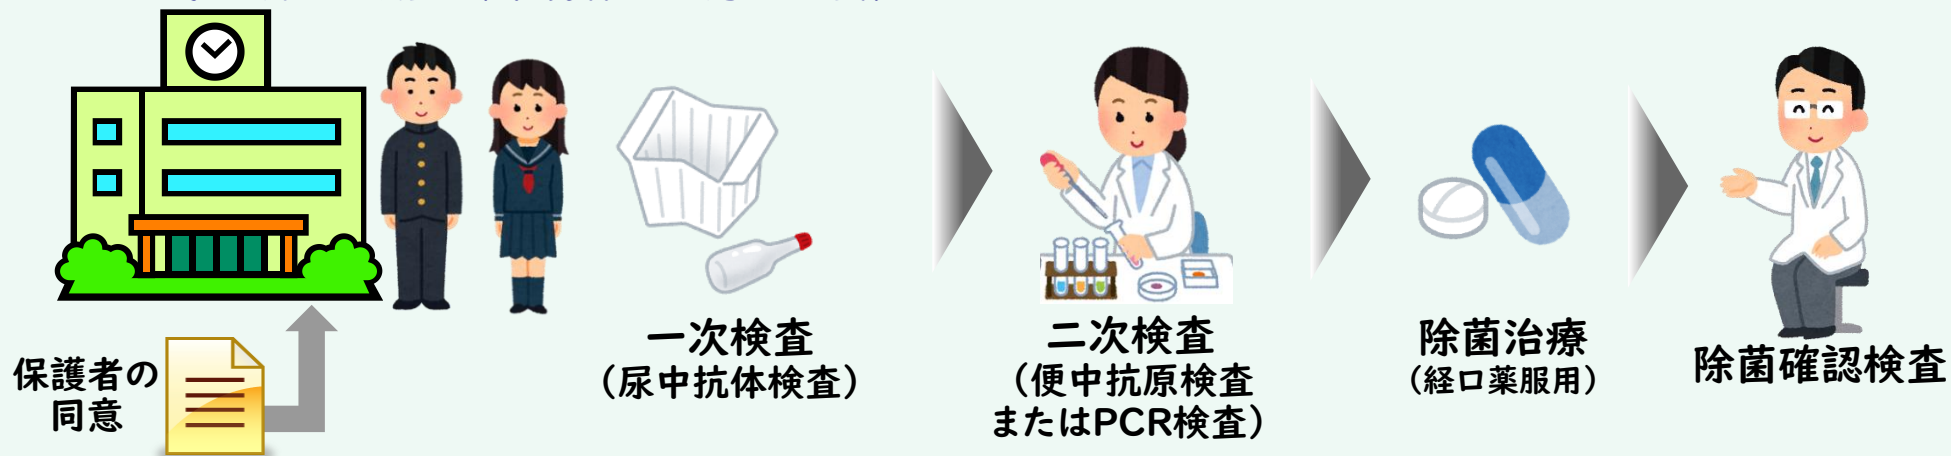 保護者の
同意
一次検査
（尿中抗体検査）
二次検査
（便中抗原検査
またはPCR検査）
除菌治療
（経口薬服用）
除菌確認検査